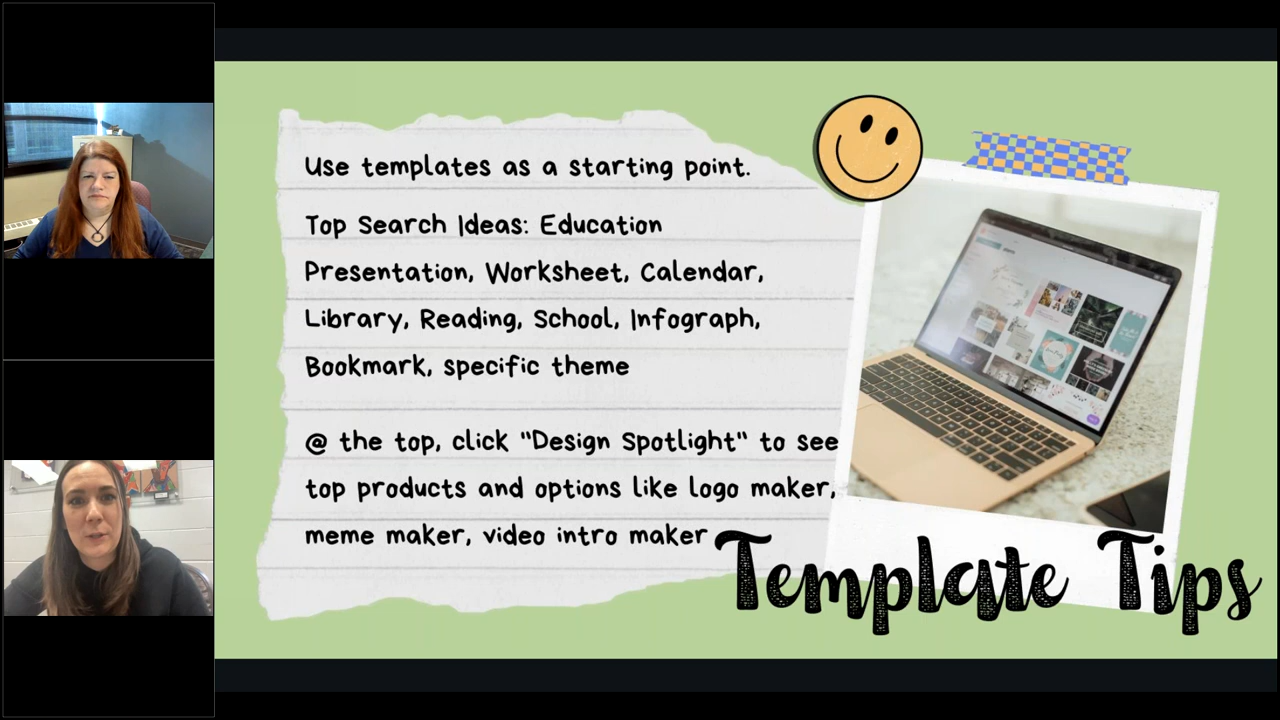 Use templates as a starting point.
Top Search Ideas: Education
Presentation, Worksheet, Calendar,
Library, Reading, School, Infograph,
Bookmark, specific theme
@ the top, click "Design Spotlight" to see
top products and options like logo maker,
meme maker, video intro maker
Template Tips